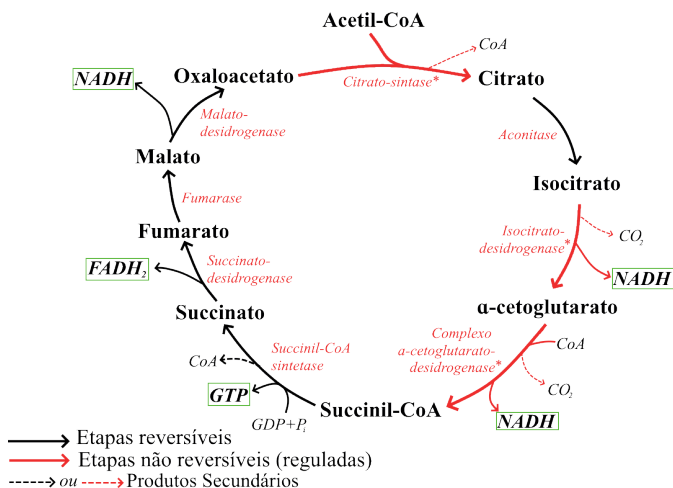 Acetil-CoA
CoA
Oxaloacetato
Citrato-sintase*
Citrato
NADH
Malato-
desidrogenase
Aconitase
Malato
Isocitrato
Fumarase
Isocitrato-
desidrogenase*
CO2
NADH
Fumarato
FADH2
Succinato-
desidrogenase
Succinato
α-cetoglutarato
Complexo
a-cetoglutarato-
desidrogenase*
CoA
CO2
NADH
CoA
Succinil-CoA
sintetase
GTP
GDP+Pi
Succinil-CoA
Etapas reversíveis
Etapas não reversíveis (reguladas)
ou Produtos Secundários